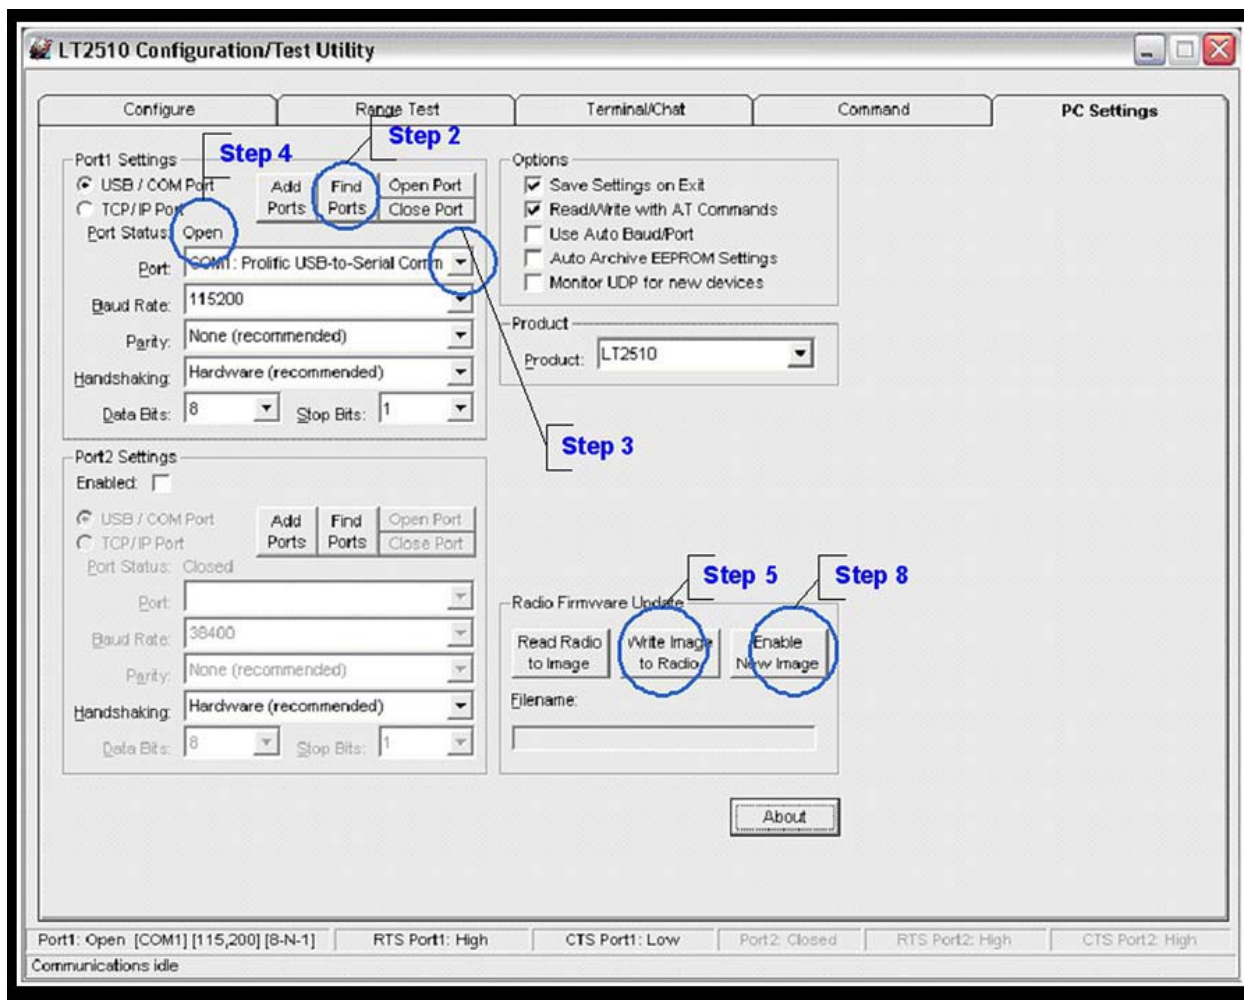 LT2510 Configuration/Test Utility
Configure
Range Test
Terminal/Chat
Command
PC Settings
Step 4
Step 2
Port1 Settings
USB / COM Port
TCP/IP Port
Add Ports
Find Ports
Open Port
Close Port
Port Status: Open
Port: COM1: Prolific USB-to-Serial Comm
Baud Rate: 115200
Parity: None (recommended)
Handshaking: Hardware (recommended)
Data Bits: 8 Stop Bits: 1
Options
Save Settings on Exit
Read/Write with AT Commands
Use Auto Baud/Port
Auto Archive EEPROM Settings
Monitor UDP for new devices
Product
Product: LT2510
Step 3
Port2 Settings
Enabled:
USB / COM Port
TCP/IP Port
Add Ports
Find Ports
Open Port
Close Port
Port Status: Closed
Port:
Baud Rate: 38400
Parity: None (recommended)
Handshaking: Hardware (recommended)
Data Bits: 8 Stop Bits: 1
Step 5
Step 8
Radio Firmware Update
Read Radio to Image
Write Image to Radio
Enable New Image
Filename:
About
Port1: Open [COM1] [115,200] [8-N-1] RTS Port1: High CTS Port1: Low Port2: Closed RTS Port2: High CTS Port2: High
Communications idle